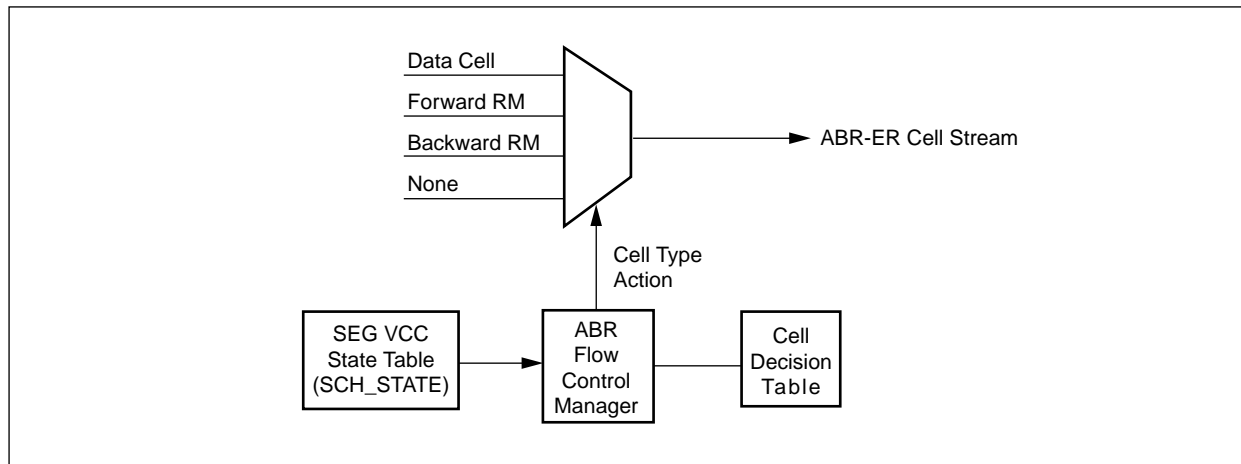 Data Cell
Forward RM
Backward RM
None
ABR-ER Cell Stream
Cell Type
Action
SEG VCC
State Table
(SCH_STATE)
ABR
Flow
Control
Manager
Cell
Decision
Table